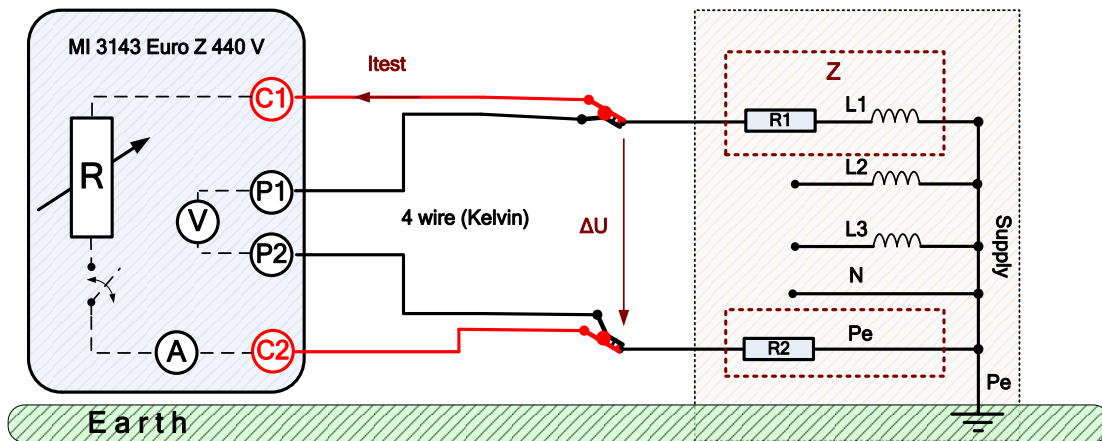 MI 3143 Euro Z 440 V
C1
Itest
Z
R1
L1
R
P1
V
P2
4 wire (Kelvin)
ΔU
L2
L3
N
Supply
A
C2
R2
Pe
Pe
Earth